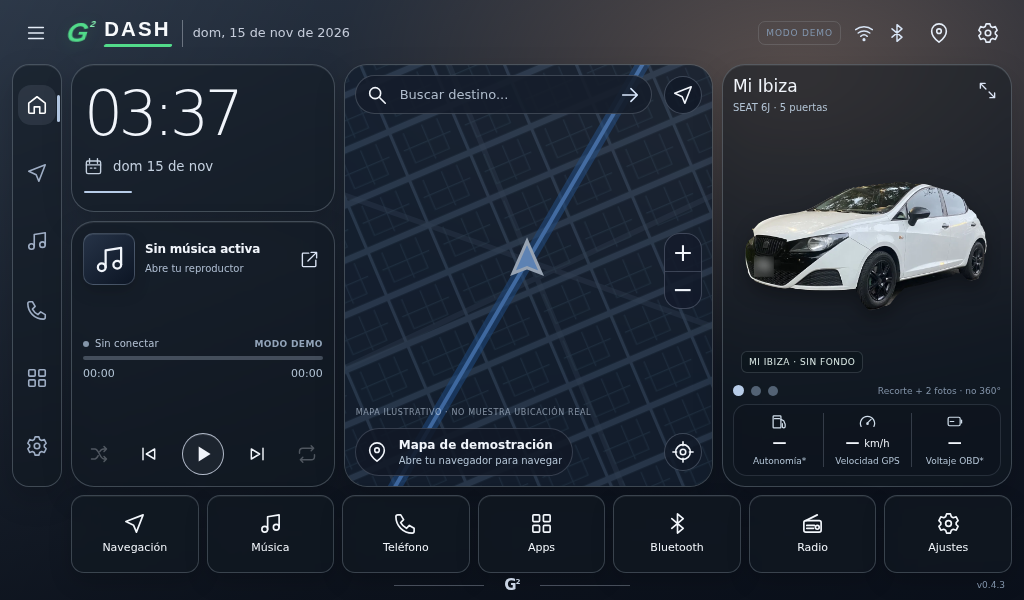 G² DASH
dom, 15 de nov de 2026
MODO DEMO
03:37
dom 15 de nov
Sin música activa
Abre tu reproductor
Sin conectar
MODO DEMO
00:00
00:00
Buscar destino...
MAPA ILUSTRATIVO · NO MUESTRA UBICACIÓN REAL
Mapa de demostración
Abre tu navegador para navegar
Mi Ibiza
SEAT 6J · 5 puertas
MI IBIZA · SIN FONDO
Recorte + 2 fotos · no 360°
—
Autonomía*
— km/h
Velocidad GPS
—
Voltaje OBD*
Navegación
Música
Teléfono
Apps
Bluetooth
Radio
Ajustes
G²
v0.4.3